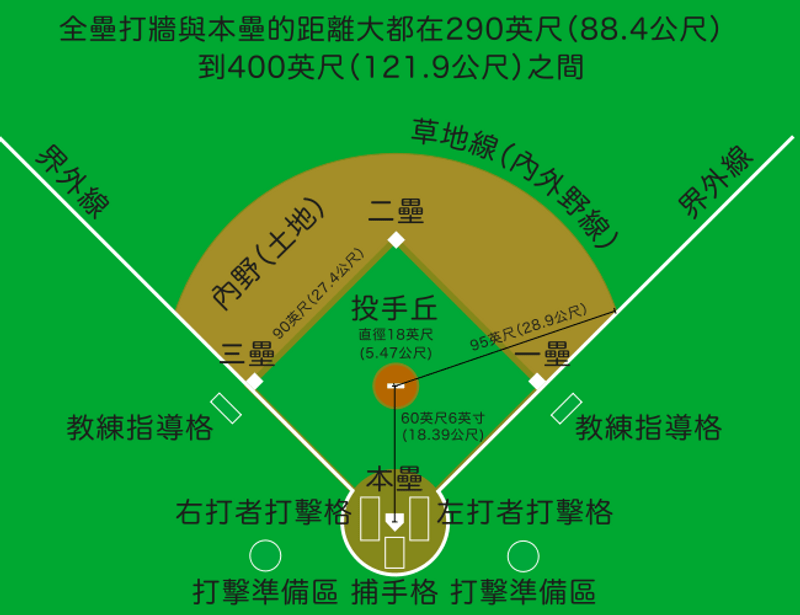 全壘打牆與本壘的距離大都在290英尺(88.4公尺)
到400英尺(121.9公尺)之間
草地線(內外野線)
界外線
界外線
二壘
內野(土地)
90英尺(27.4公尺)
投手丘
直徑18英尺
(5.47公尺)
95英尺(28.9公尺)
三壘
一壘
教練指導格
60英尺6英寸
(18.39公尺)
教練指導格
本壘
右打者打擊格
左打者打擊格
打擊準備區
捕手格
打擊準備區